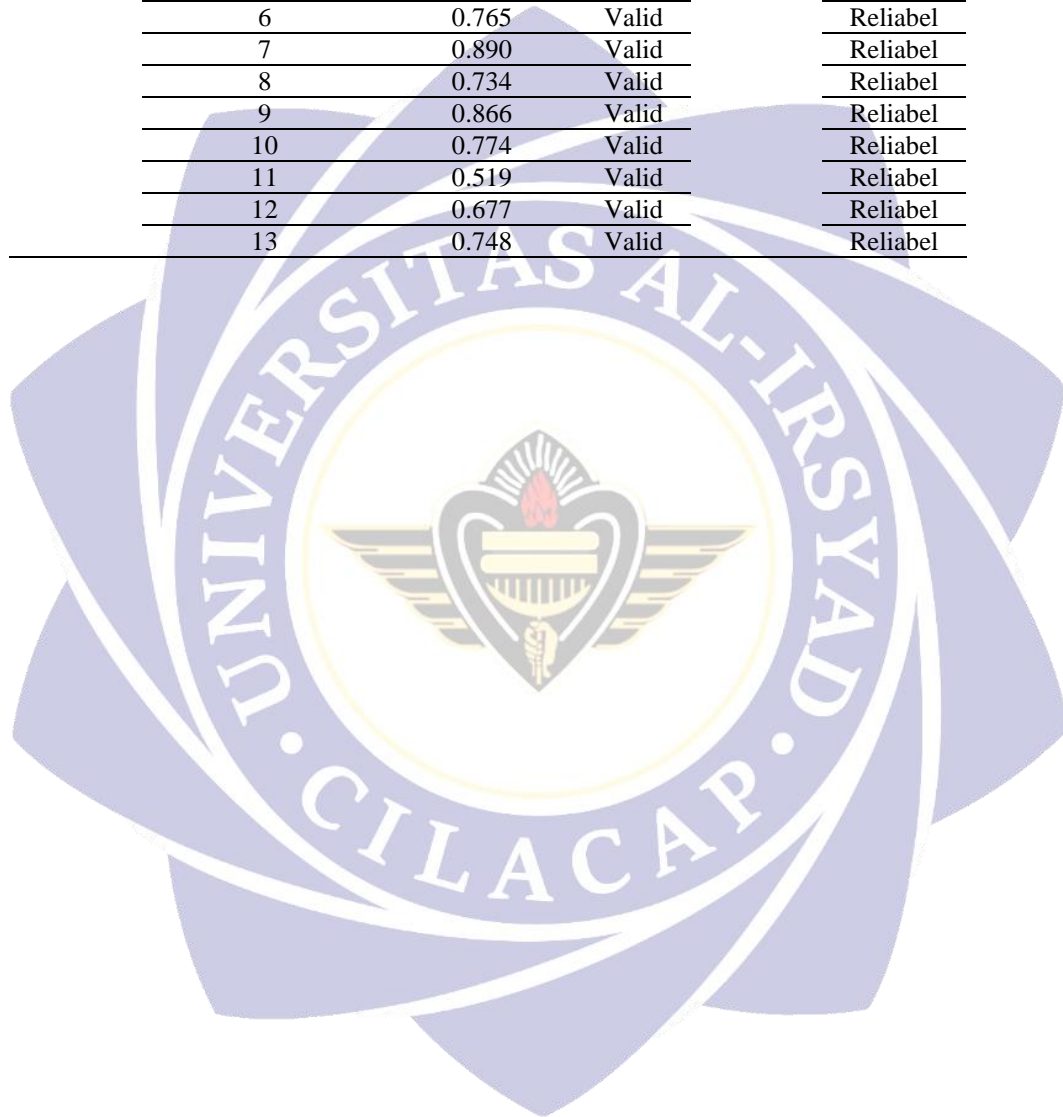 6 0.765 Valid Reliabel
7 0.890 Valid Reliabel
8 0.734 Valid Reliabel
9 0.866 Valid Reliabel
10 0.774 Valid Reliabel
11 0.519 Valid Reliabel
12 0.677 Valid Reliabel
13 0.748 Valid Reliabel
UNIVERSITAS AL-IRSYAD
• CILACAP •